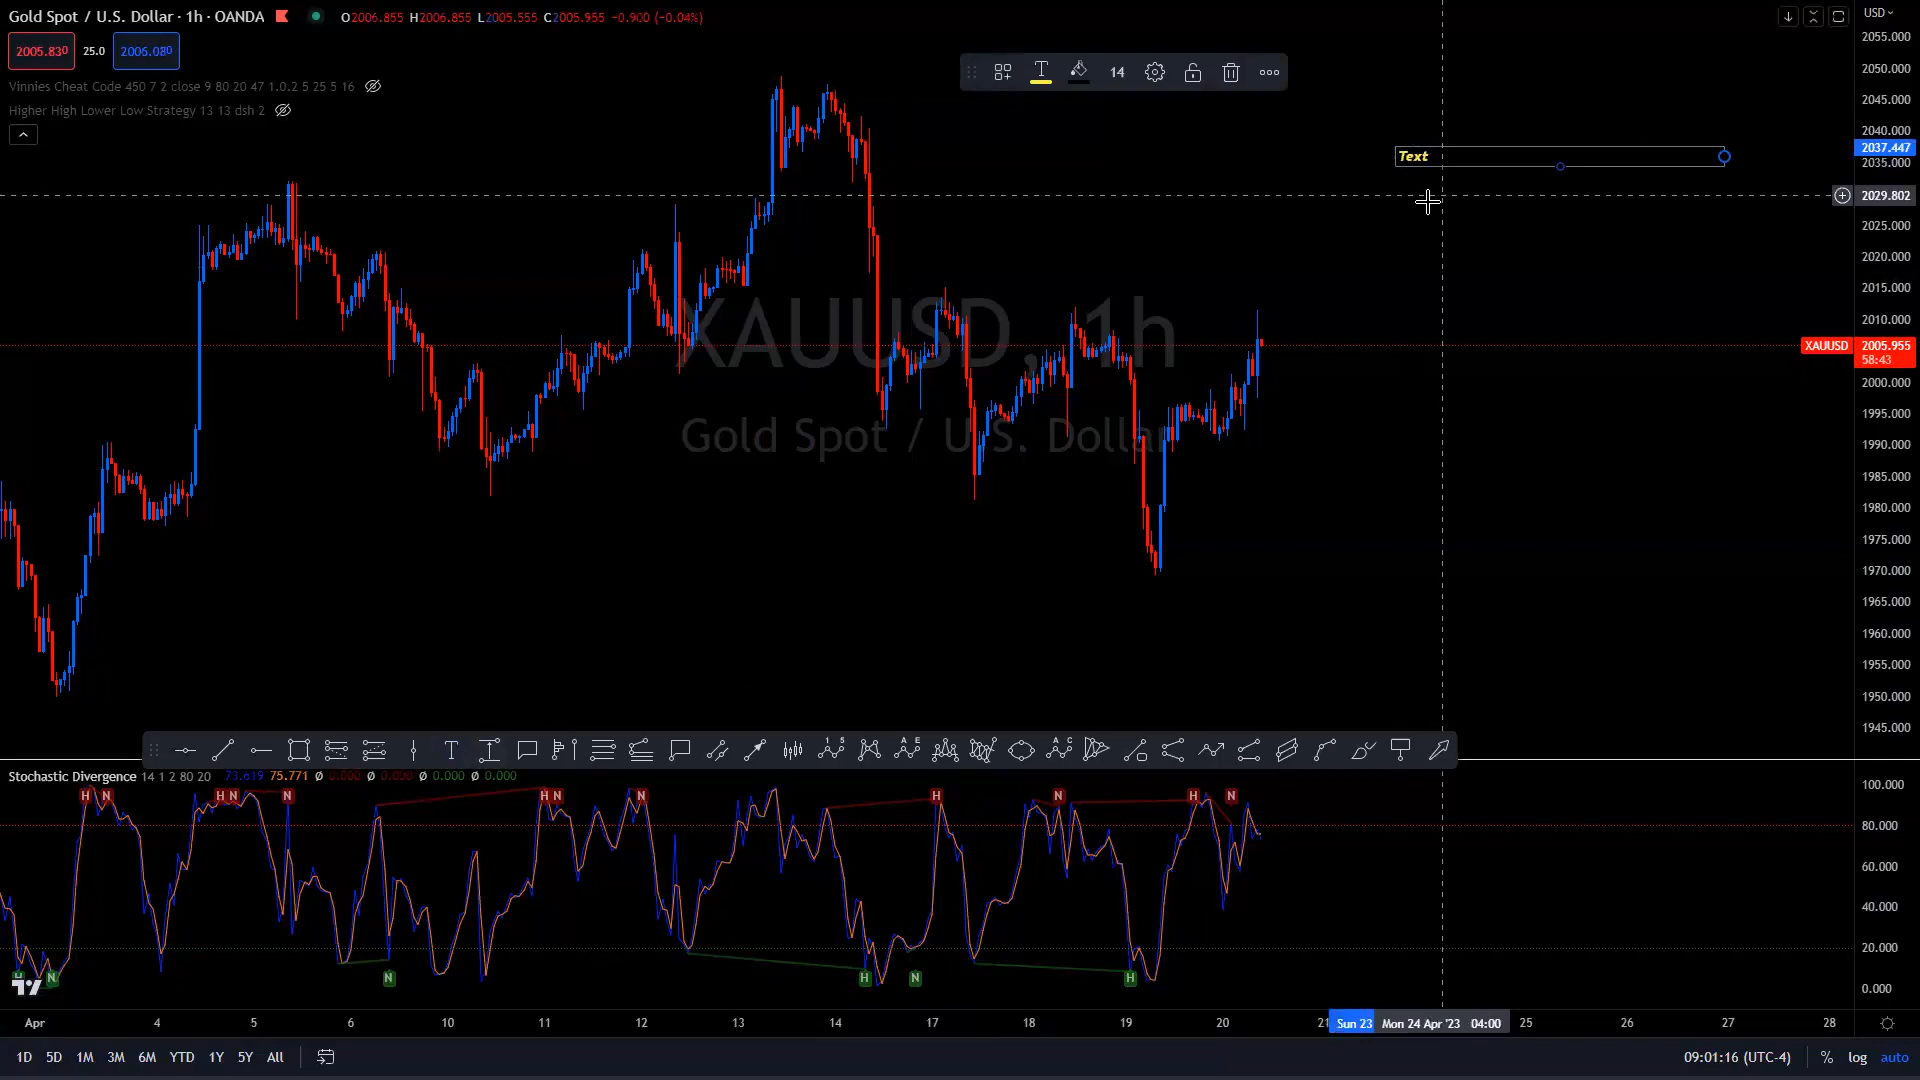 Gold Spot / U.S. Dollar · 1h · OANDA O2006.855 H2006.855 L2005.555 C2005.955 −0.900 (−0.04%)
2005.830 25.0 2006.080
Vinnies Cheat Code 450 7 2 close 9 80 20 47 1.0.2 5 25 5 16
Higher High Lower Low Strategy 13 13 dsh 2
14
Text
XAUUSD, 1h
Gold Spot / U.S. Dollar
USD
2055.000
2050.000
2045.000
2040.000
2037.447
2035.000
2029.802
2025.000
2020.000
2015.000
2010.000
XAUUSD 2005.955
58:43
2000.000
1995.000
1990.000
1985.000
1980.000
1975.000
1970.000
1965.000
1960.000
1955.000
1950.000
1945.000
Stochastic Divergence 14 1 2 80 20 73.619 75.771 Ø 0.000 Ø 0.000 Ø 0.000 Ø 0.000
H N H N N H N N H N H N
H N N H N H
100.000
80.000
60.000
40.000
20.000
0.000
Apr 4 5 6 10 11 12 13 14 17 18 19 20 21 Sun 23 Mon 24 Apr '23 04:00 25 26 27 28
1D 5D 1M 3M 6M YTD 1Y 5Y All 09:01:16 (UTC-4) % log auto